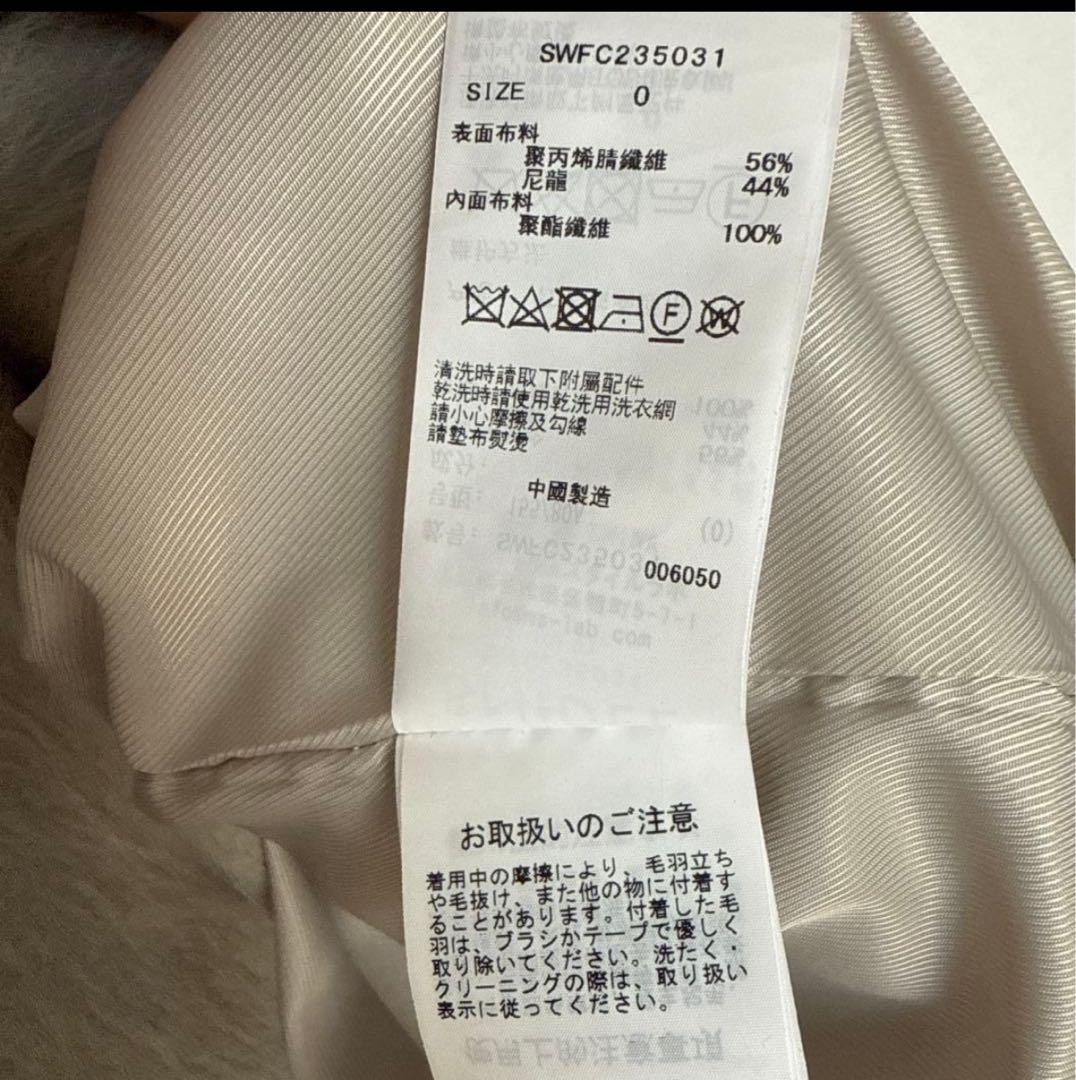 SWFC235031
SIZE 0
表面布料
聚丙烯腈纖維 56%
尼龍 44%
內面布料
聚酯纖維 100%
F W
清洗時請取下附屬配件
乾洗時請使用乾洗用洗衣網
請小心摩擦及勾線
請墊布熨燙
中國製造
006050
お取扱いのご注意
着用中の摩擦により、毛羽立ち
や毛抜け、また他の物に付着す
ることがあります。付着した毛
羽は、ブラシかテープで優しく
取り除いてください。洗たく・
クリーニングの際は、取り扱い
表示に従ってください。